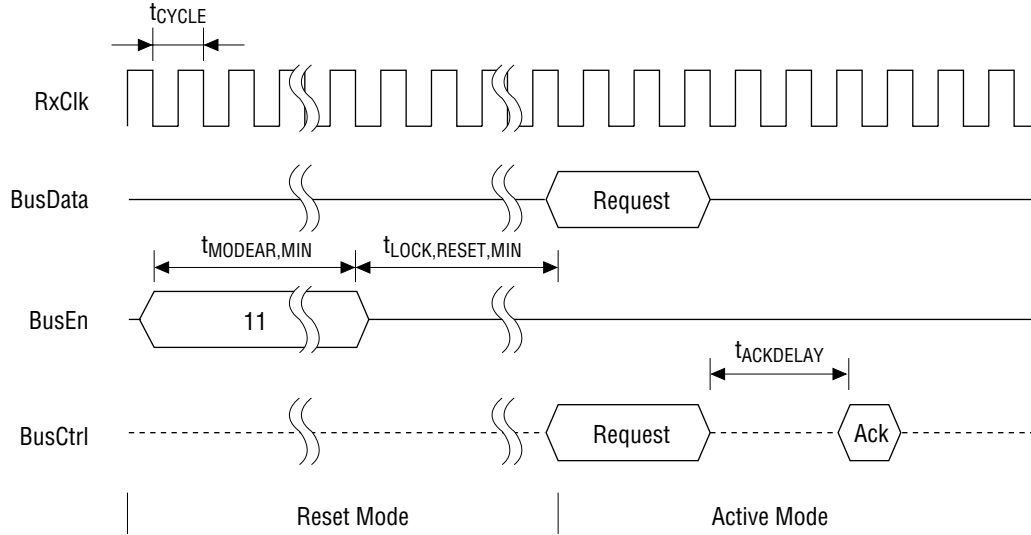 tCYCLE
RxClk
BusData
Request
tMODEAR,MIN
tLOCK,RESET,MIN
BusEn
11
tACKDELAY
BusCtrl
Request
Ack
Reset Mode
Active Mode